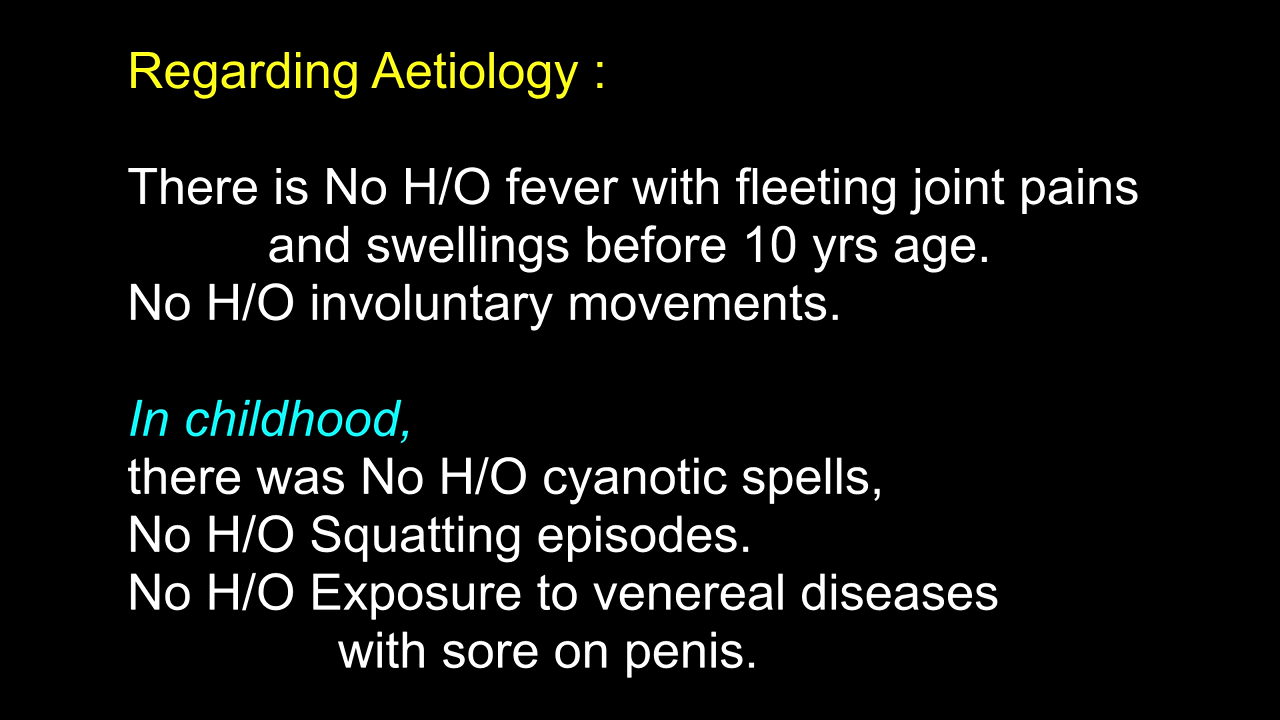 Regarding Aetiology :
There is No H/O fever with fleeting joint pains
and swellings before 10 yrs age.
No H/O involuntary movements.
In childhood,
there was No H/O cyanotic spells,
No H/O Squatting episodes.
No H/O Exposure to venereal diseases
with sore on penis.